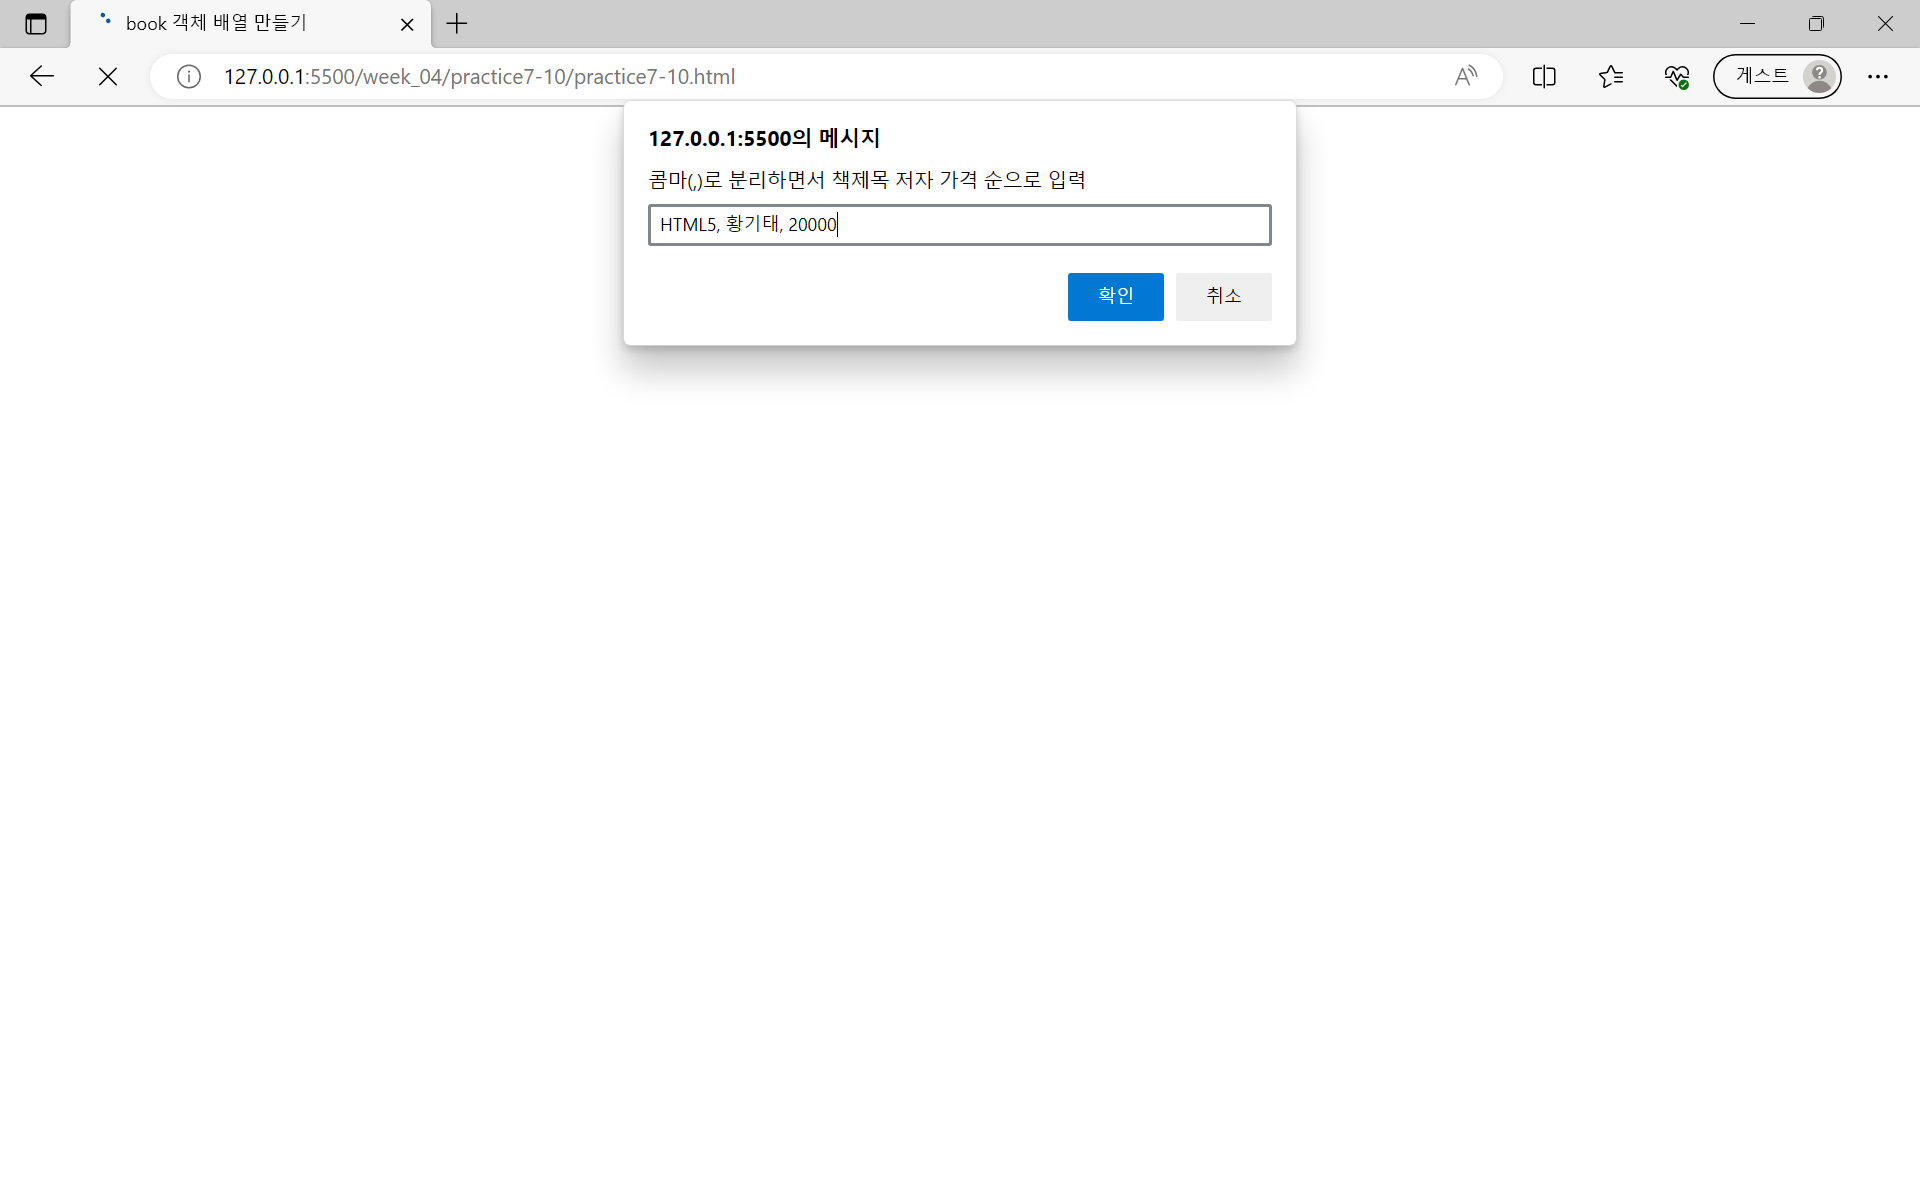 book 객체 배열 만들기
127.0.0.1:5500/week_04/practice7-10/practice7-10.html
게스트
127.0.0.1:5500의 메시지
콤마(,)로 분리하면서 책제목 저자 가격 순으로 입력
HTML5, 황기태, 20000
확인
취소